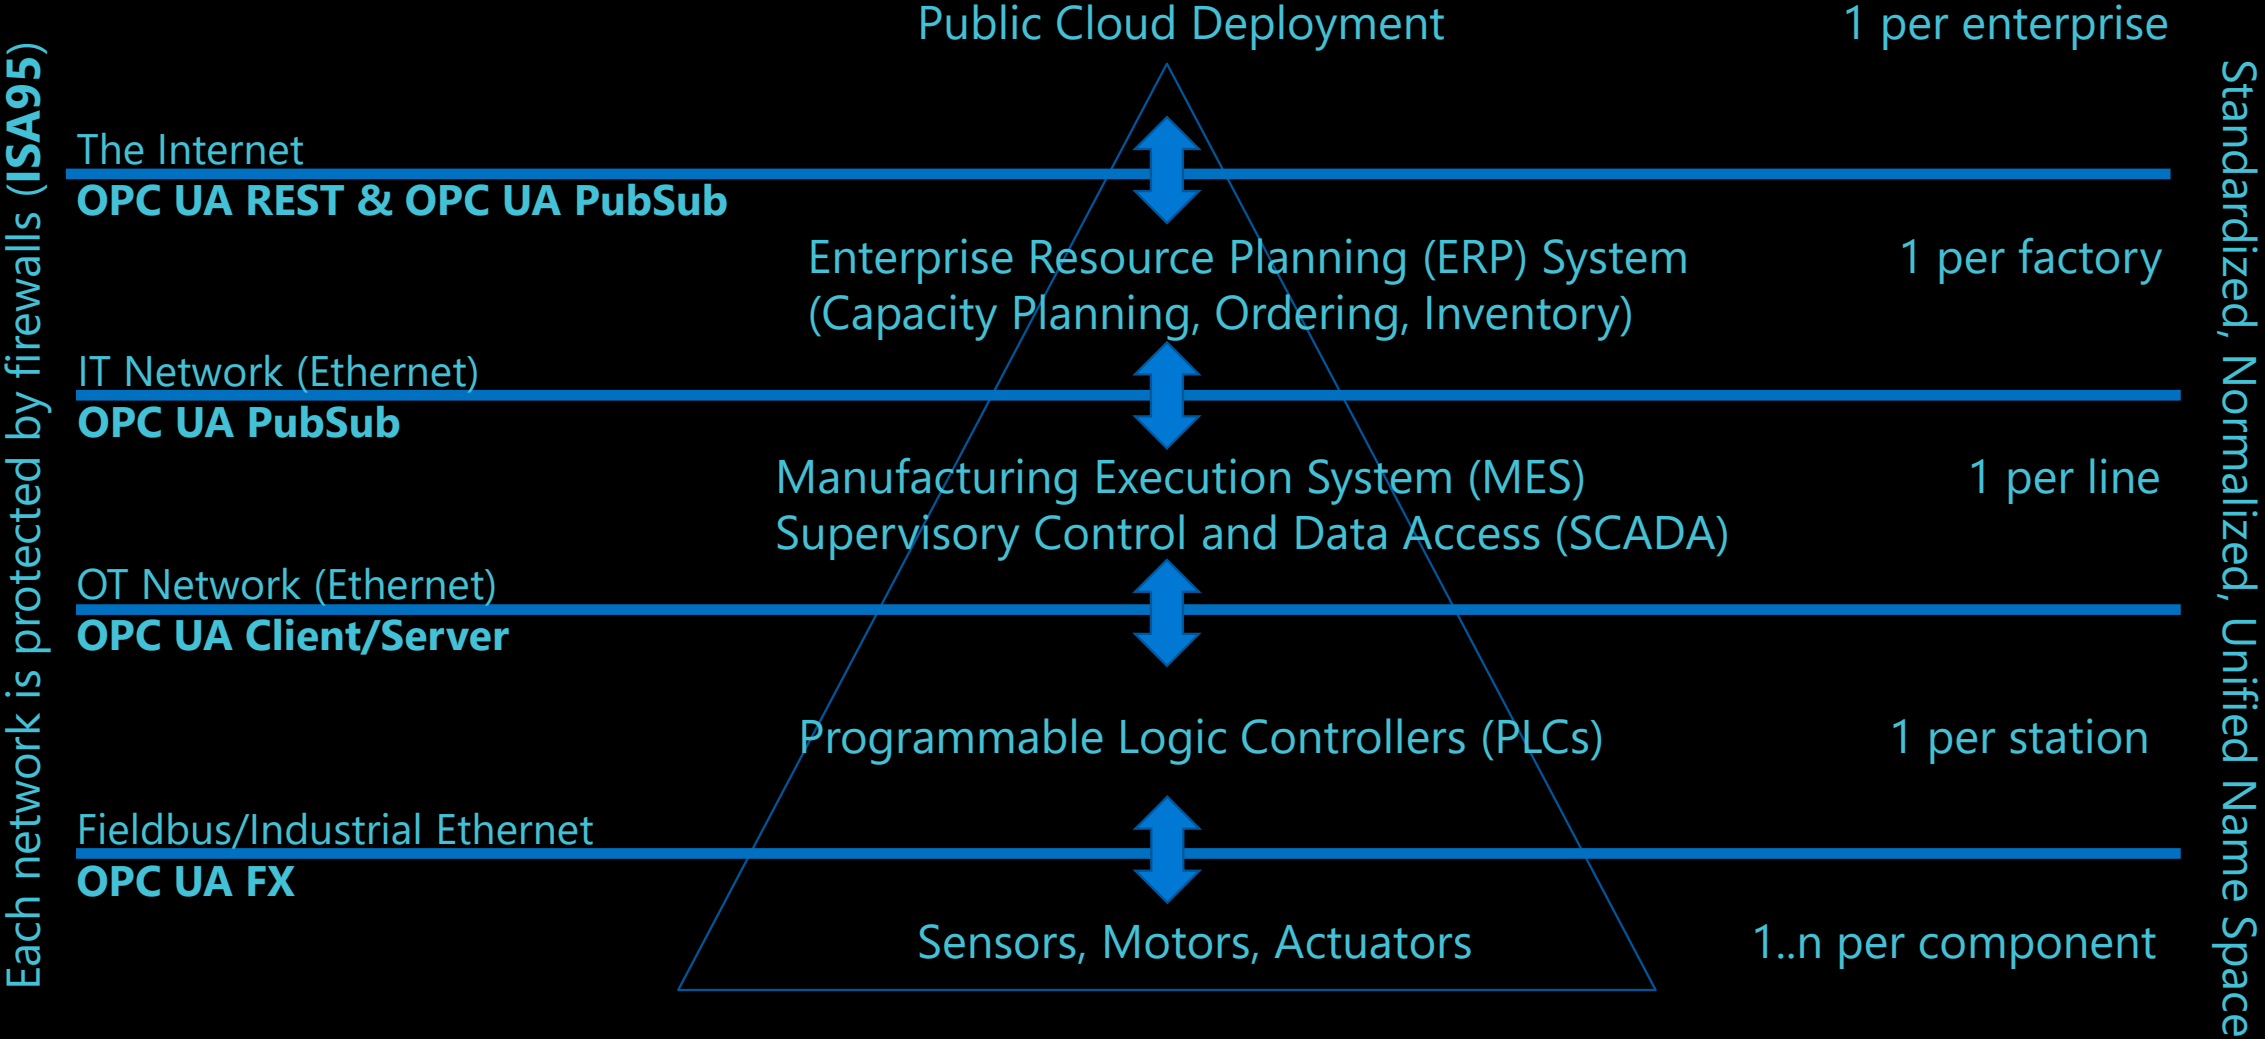 Public Cloud Deployment
1 per enterprise
Each network is protected by firewalls (ISA95)
Standardized, Normalized, Unified Name Space
The Internet
OPC UA REST & OPC UA PubSub
Enterprise Resource Planning (ERP) System
(Capacity Planning, Ordering, Inventory)
1 per factory
IT Network (Ethernet)
OPC UA PubSub
Manufacturing Execution System (MES)
Supervisory Control and Data Access (SCADA)
1 per line
OT Network (Ethernet)
OPC UA Client/Server
Programmable Logic Controllers (PLCs)
1 per station
Fieldbus/Industrial Ethernet
OPC UA FX
Sensors, Motors, Actuators
1..n per component